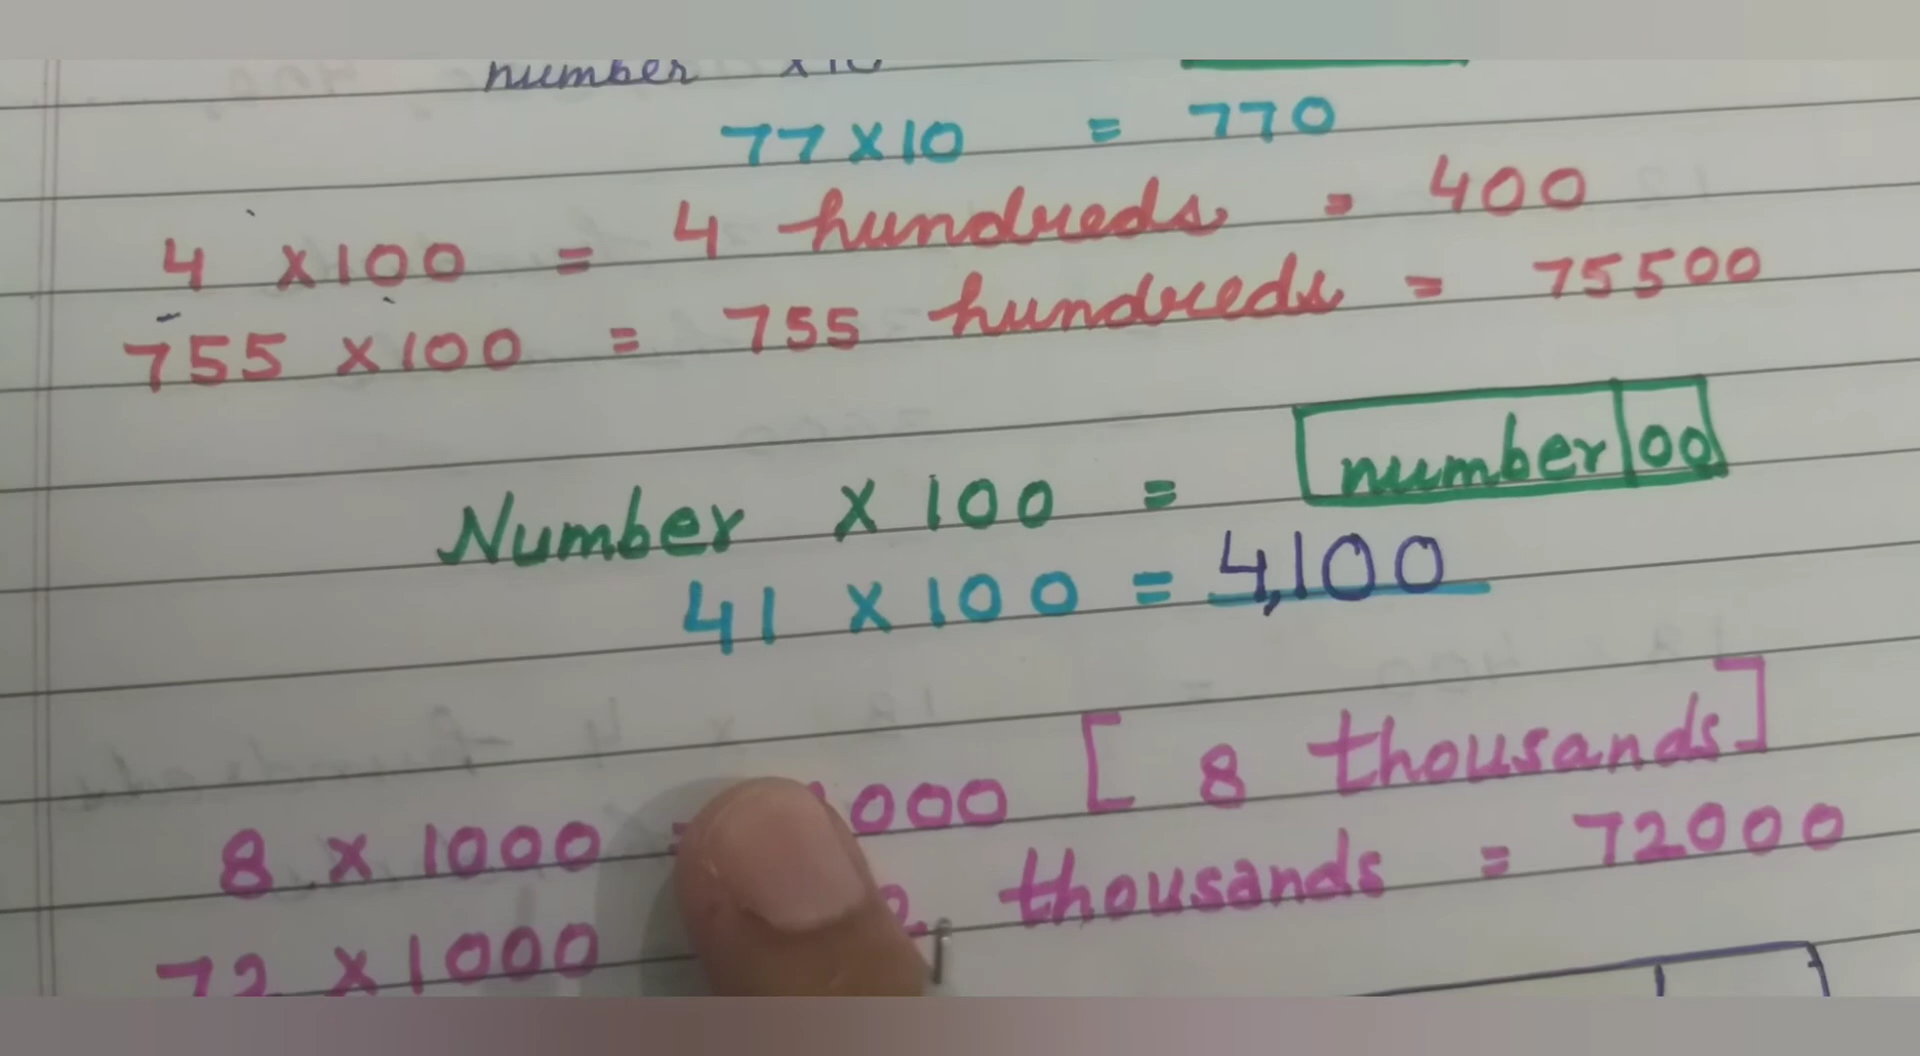 number x10
77 x 10 = 770
4 x 100 = 4 hundreds = 400
755 x 100 = 755 hundreds = 75500
Number x 100 = number 00
41 x 100 = 4,100
8 x 1000 = 000 [ 8 thousands ]
72 x 1000 thousands = 72000